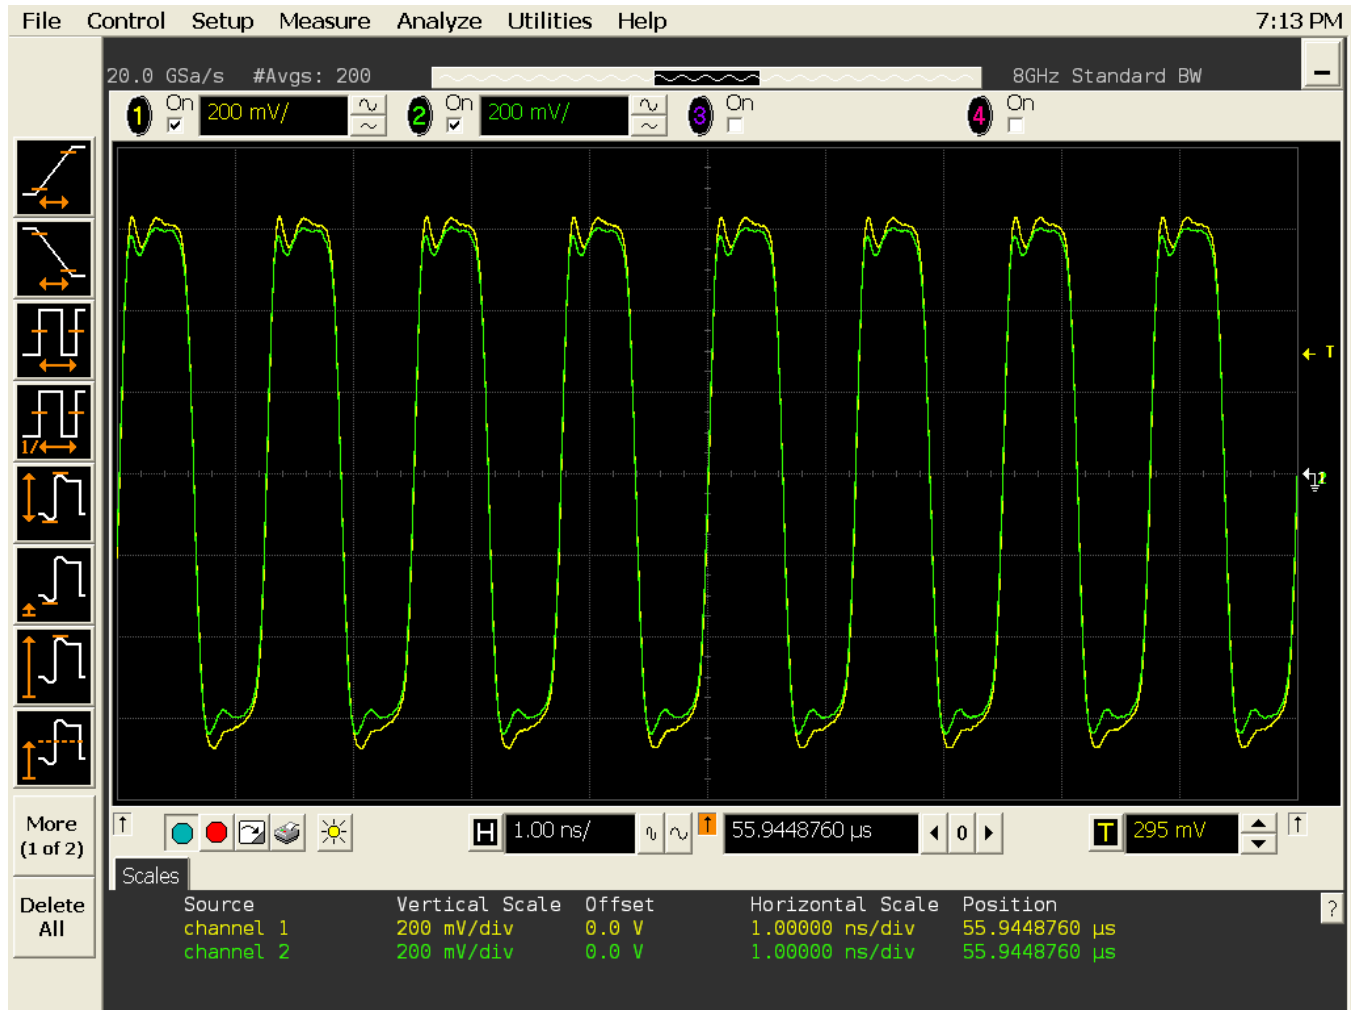 File Control Setup Measure Analyze Utilities Help 7:13 PM
20.0 GSa/s #Avgs: 200 8GHz Standard BW
1 On 200 mV/ 2 On 200 mV/ 3 On 4 On
T
1/
2
More
(1 of 2)
H 1.00 ns/ 55.9448760 µs 0 T 295 mV
Scales
Delete
All
Source Vertical Scale Offset Horizontal Scale Position
channel 1 200 mV/div 0.0 V 1.00000 ns/div 55.9448760 µs
channel 2 200 mV/div 0.0 V 1.00000 ns/div 55.9448760 µs
?